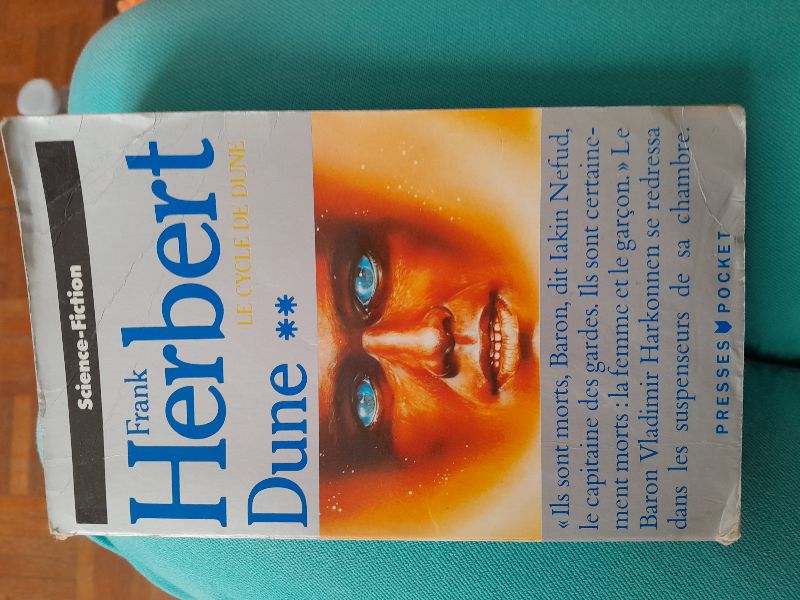 Science-Fiction
Frank
Herbert
LE CYCLE DE DUNE
Dune **
«Ils sont morts, Baron, dit Iakin Nefud,
le capitaine des gardes. Ils sont certaine-
ment morts : la femme et le garçon.» Le
Baron Vladimir Harkonnen se redressa
dans les suspenseurs de sa chambre.
PRESSES POCKET